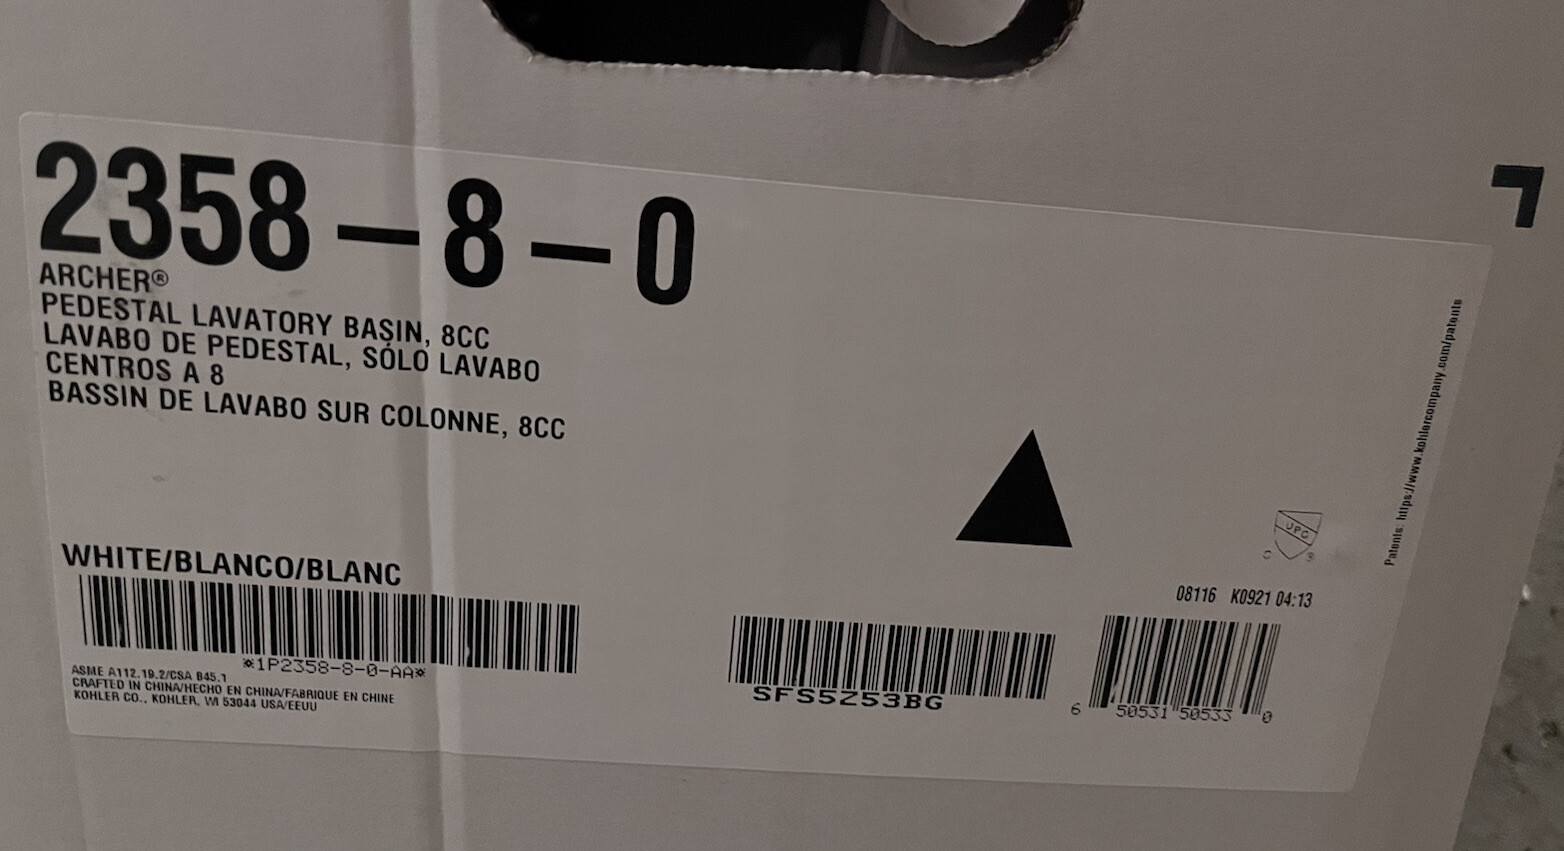 2358-8-0
ARCHER®
PEDESTAL LAVATORY BASIN, 8CC
LAVABO DE PEDESTAL, SÓLO LAVABO
CENTROS A 8
BASSIN DE LAVABO SUR COLONNE, 8CC
WHITE/BLANCO/BLANC
*1P2358-8-0-AA*
ASME A112.19.2/CSA B45.1
CRAFTED IN CHINA/HECHO EN CHINA/FABRIQUE EN CHINE
KOHLER CO., KOHLER, WI 53044 USA/EEUU
SFS5Z53BG
UPC
c ®
08116 K0921 04:13
6 50531 50533 0
Patents: https://www.kohlercompany.com/patents